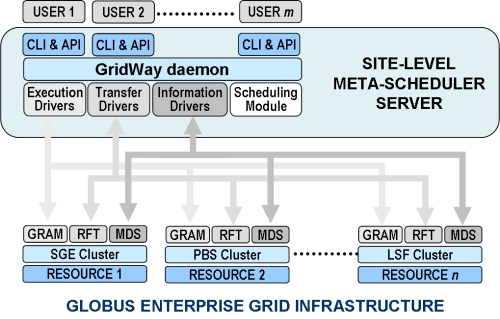 USER 1 USER 2 USER m
CLI & API CLI & API CLI & API
GridWay daemon
Execution Drivers Transfer Drivers Information Drivers Scheduling Module
SITE-LEVEL
META-SCHEDULER
SERVER
GRAM RFT MDS GRAM RFT MDS GRAM RFT MDS
SGE Cluster PBS Cluster LSF Cluster
RESOURCE 1 RESOURCE 2 RESOURCE n
GLOBUS ENTERPRISE GRID INFRASTRUCTURE